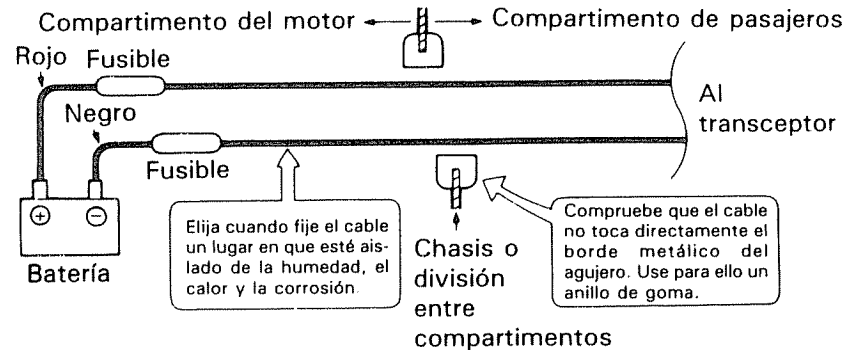 Compartimento del motor
Compartimento de pasajeros
Rojo
Fusible
Al
transceptor
Negro
Fusible
+
−
Batería
Elija cuando fije el cable
un lugar en que esté ais-
lado de la humedad, el
calor y la corrosión.
Chasis o
división
entre
compartimentos
Compruebe que el cable
no toca directamente el
borde metálico del
agujero. Use para ello un
anillo de goma.